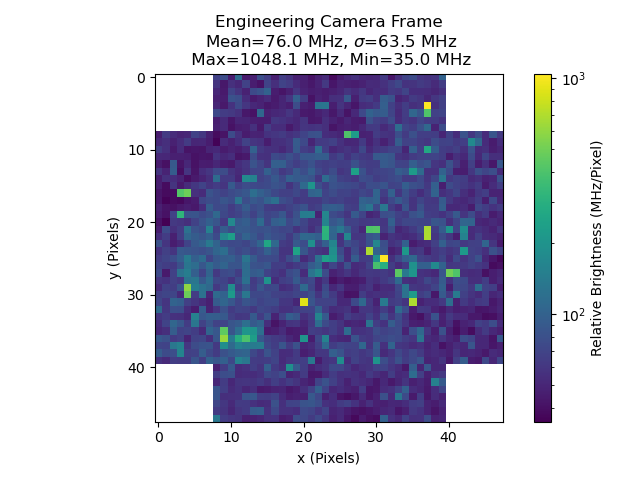 Engineering Camera Frame
Mean=76.0 MHz, σ=63.5 MHz
Max=1048.1 MHz, Min=35.0 MHz
0
10
20
30
40
y (Pixels)
0
10
20
30
40
x (Pixels)
10³
10²
Relative Brightness (MHz/Pixel)